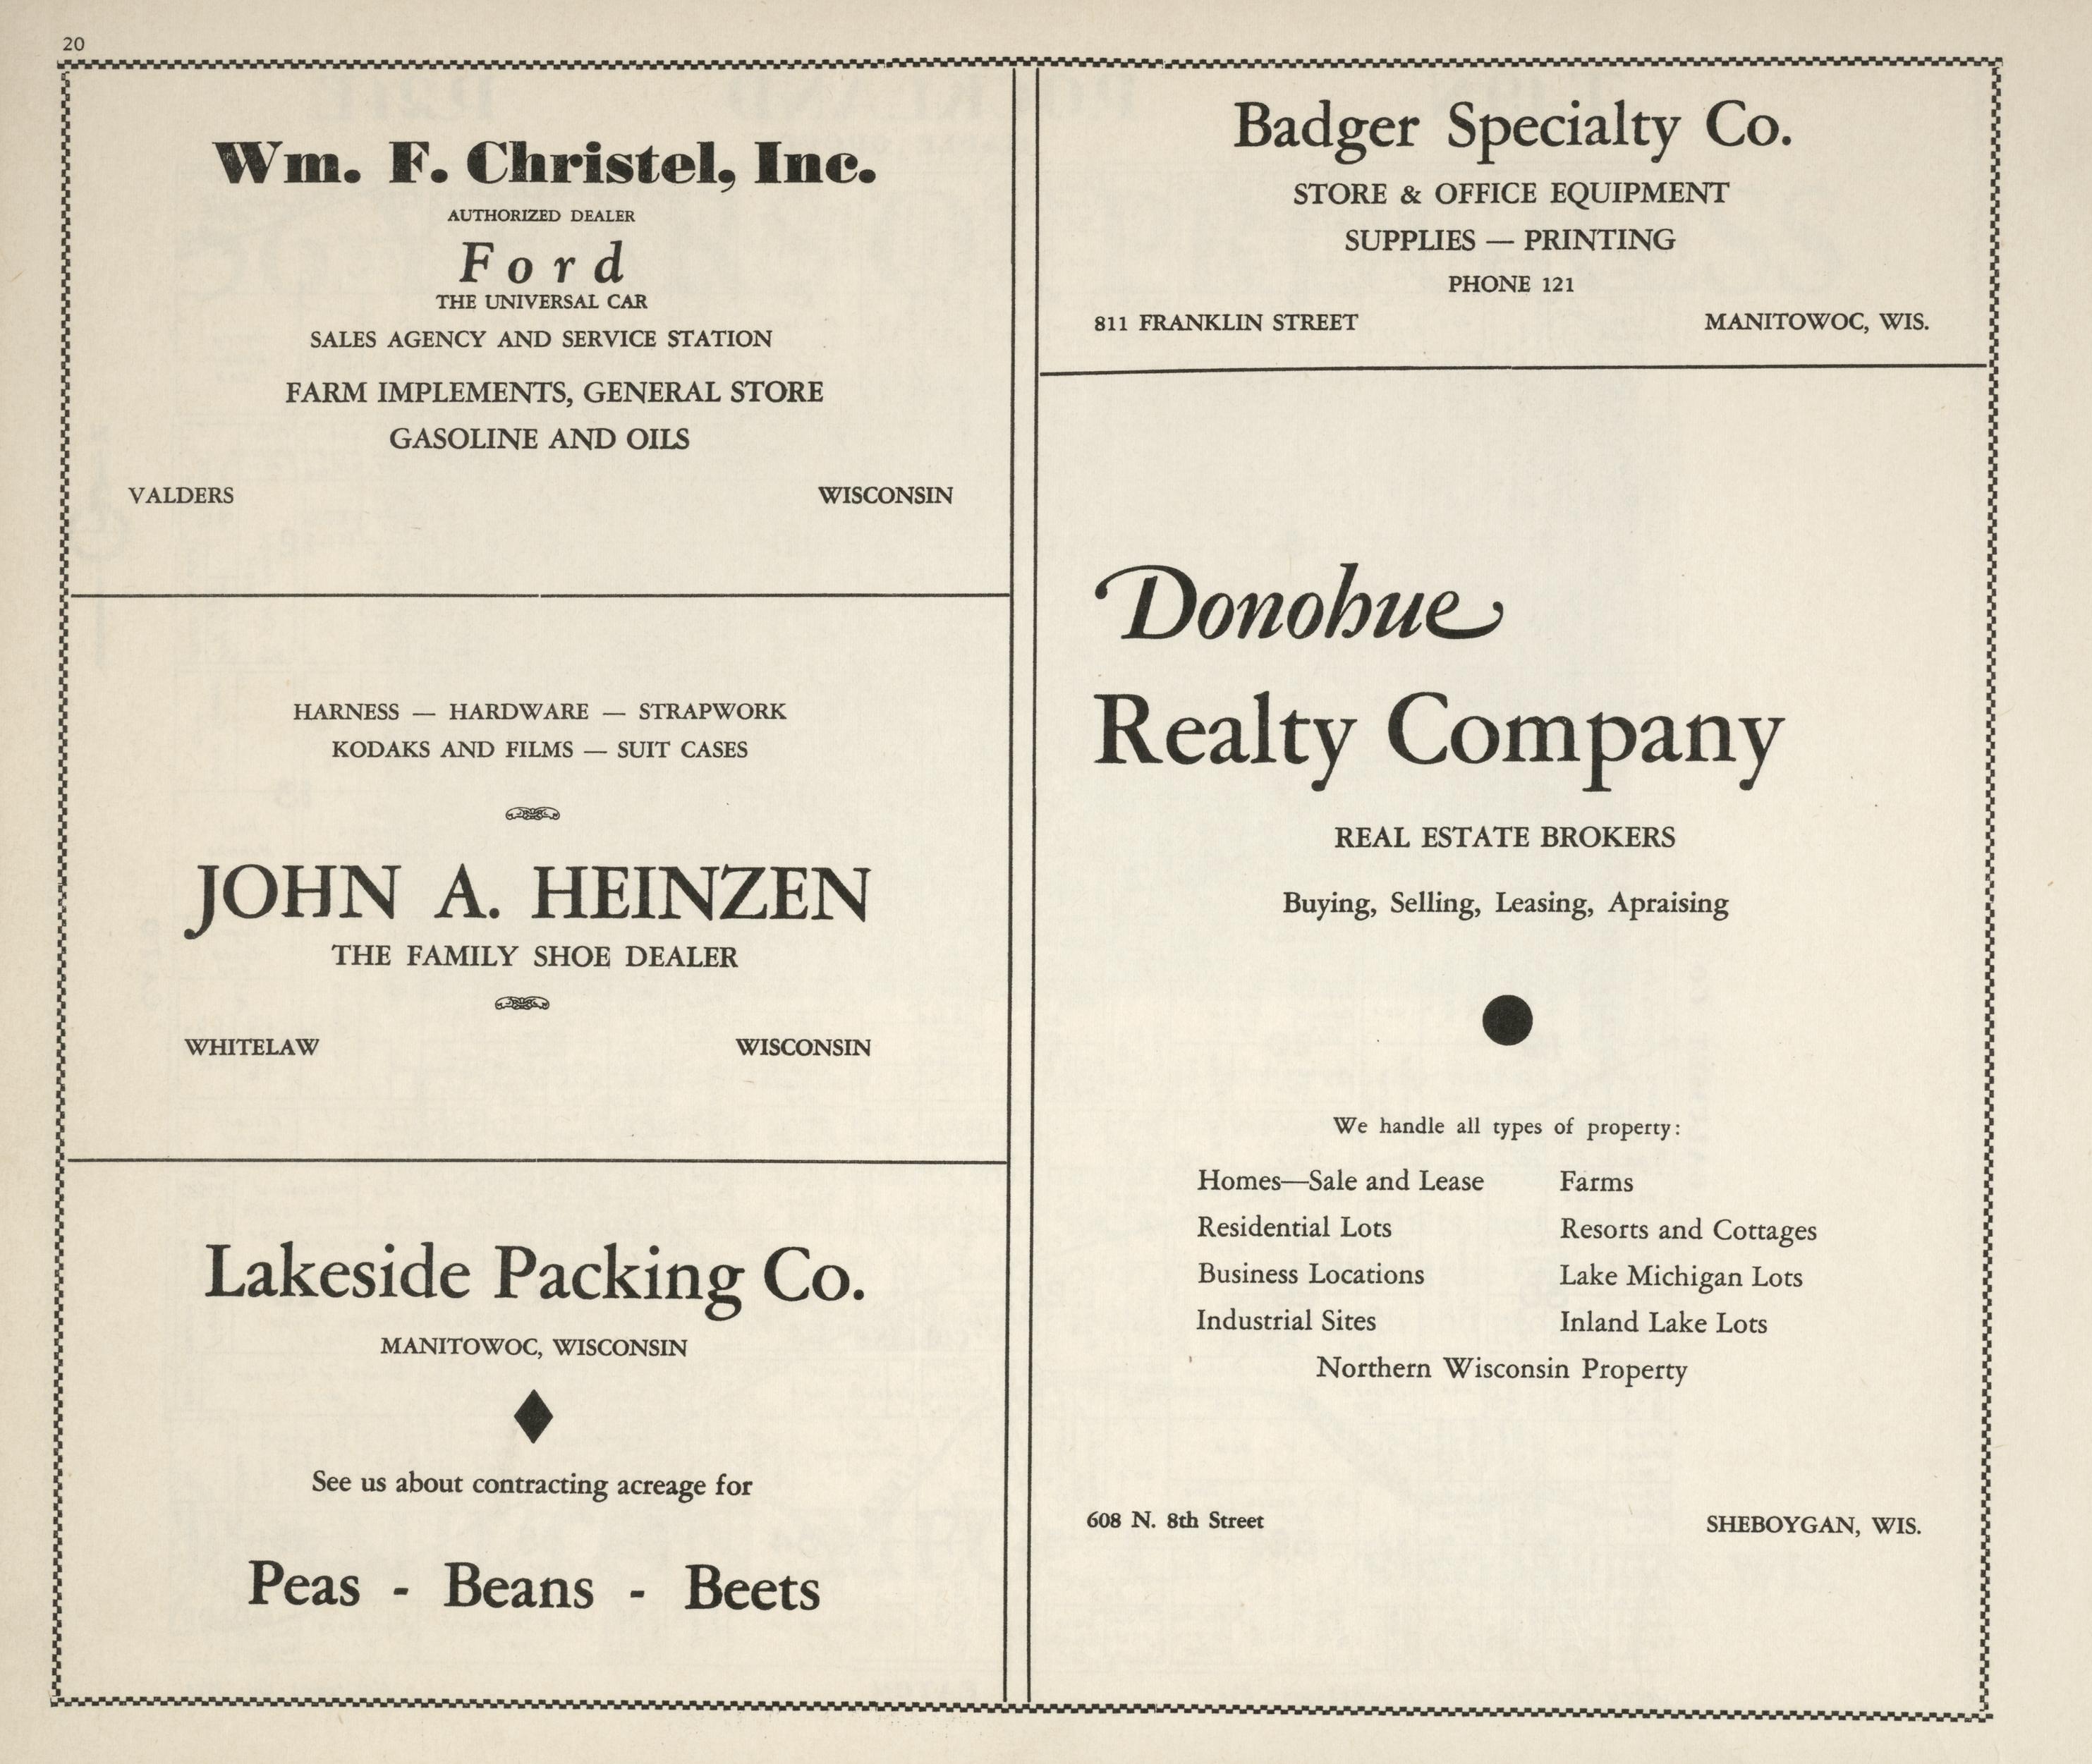 20
Wm. F. Christel, Inc.
AUTHORIZED DEALER
Ford
THE UNIVERSAL CAR
SALES AGENCY AND SERVICE STATION
FARM IMPLEMENTS, GENERAL STORE
GASOLINE AND OILS
VALDERS WISCONSIN
HARNESS — HARDWARE — STRAPWORK
KODAKS AND FILMS — SUIT CASES
JOHN A. HEINZEN
THE FAMILY SHOE DEALER
WHITELAW WISCONSIN
Lakeside Packing Co.
MANITOWOC, WISCONSIN
See us about contracting acreage for
Peas - Beans - Beets
Badger Specialty Co.
STORE & OFFICE EQUIPMENT
SUPPLIES — PRINTING
PHONE 121
811 FRANKLIN STREET MANITOWOC, WIS.
Donohue
Realty Company
REAL ESTATE BROKERS
Buying, Selling, Leasing, Apraising
We handle all types of property:
Homes—Sale and Lease Farms
Residential Lots Resorts and Cottages
Business Locations Lake Michigan Lots
Industrial Sites Inland Lake Lots
Northern Wisconsin Property
608 N. 8th Street SHEBOYGAN, WIS.